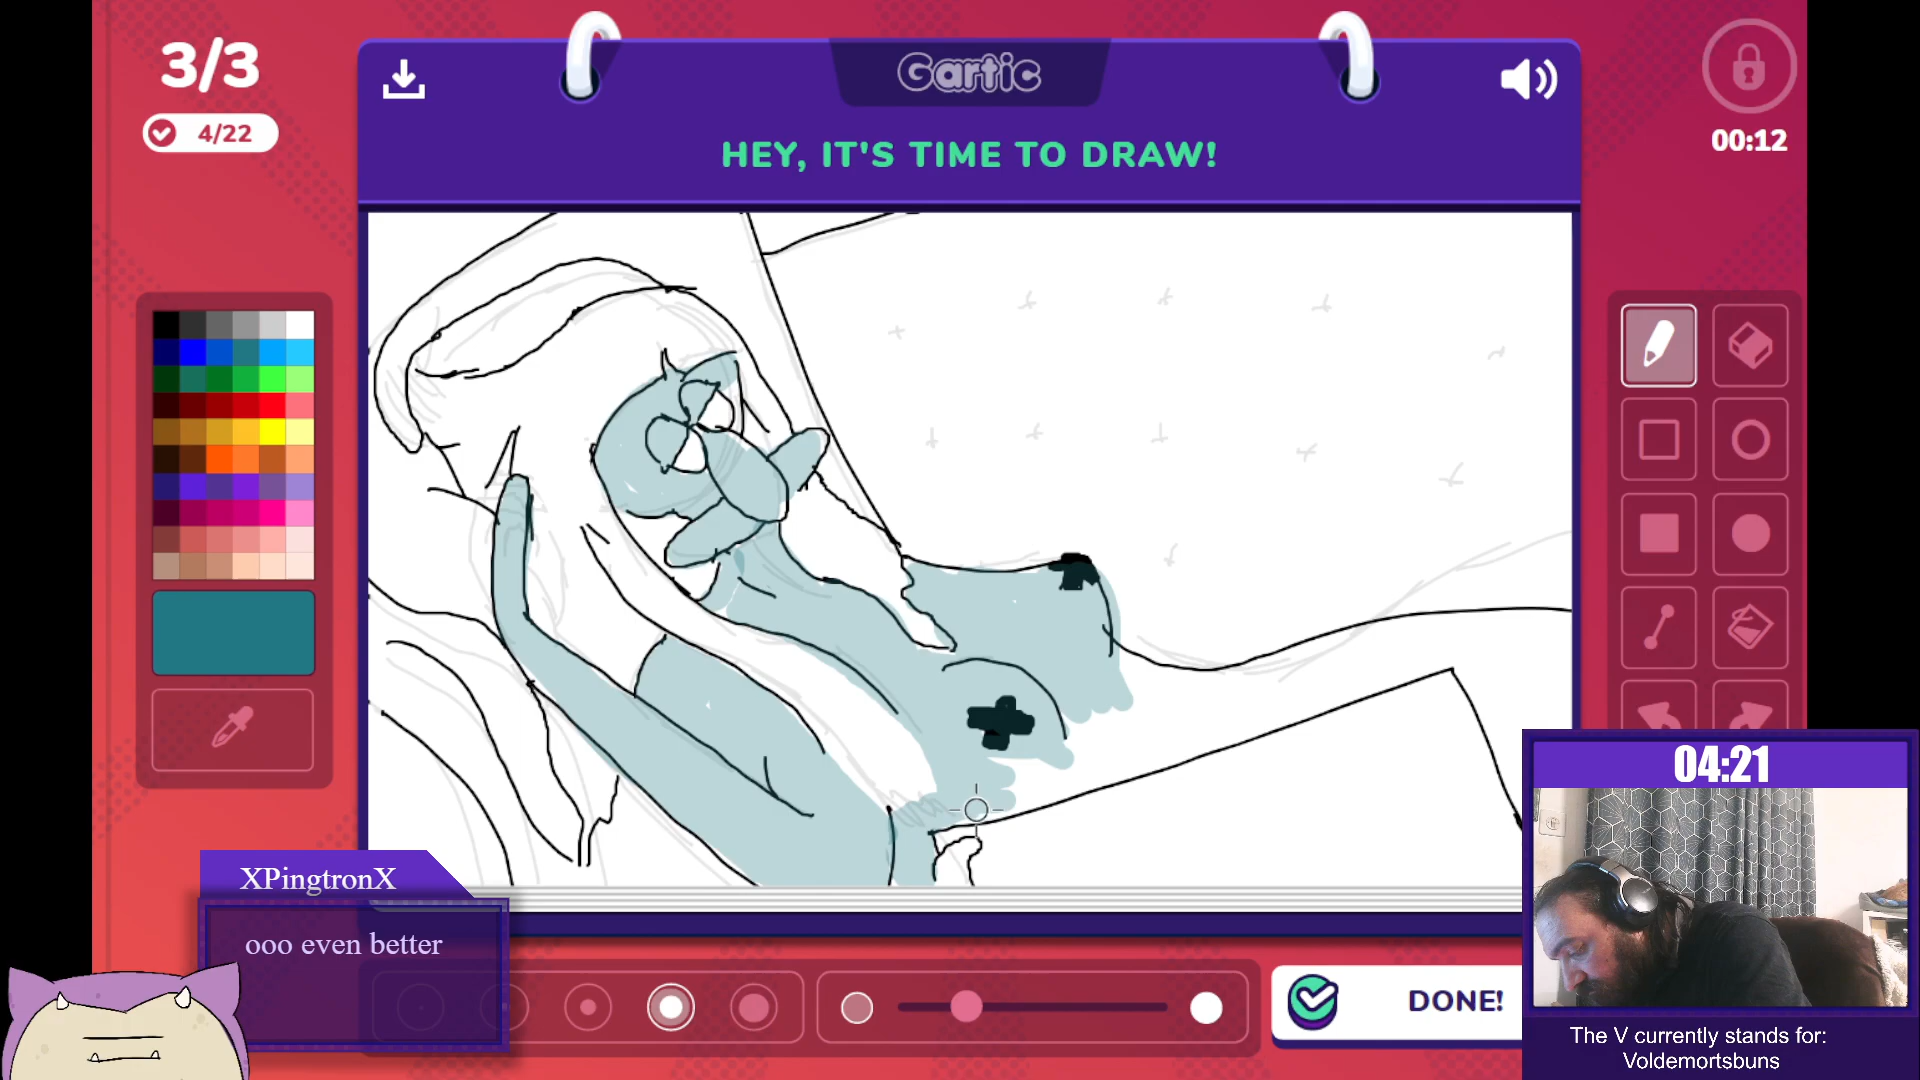 3/3
4/22
Gartic
HEY, IT'S TIME TO DRAW!
00:12
04:21
XPingtronX
ooo even better
DONE!
The V currently stands for:
Voldemortsbuns